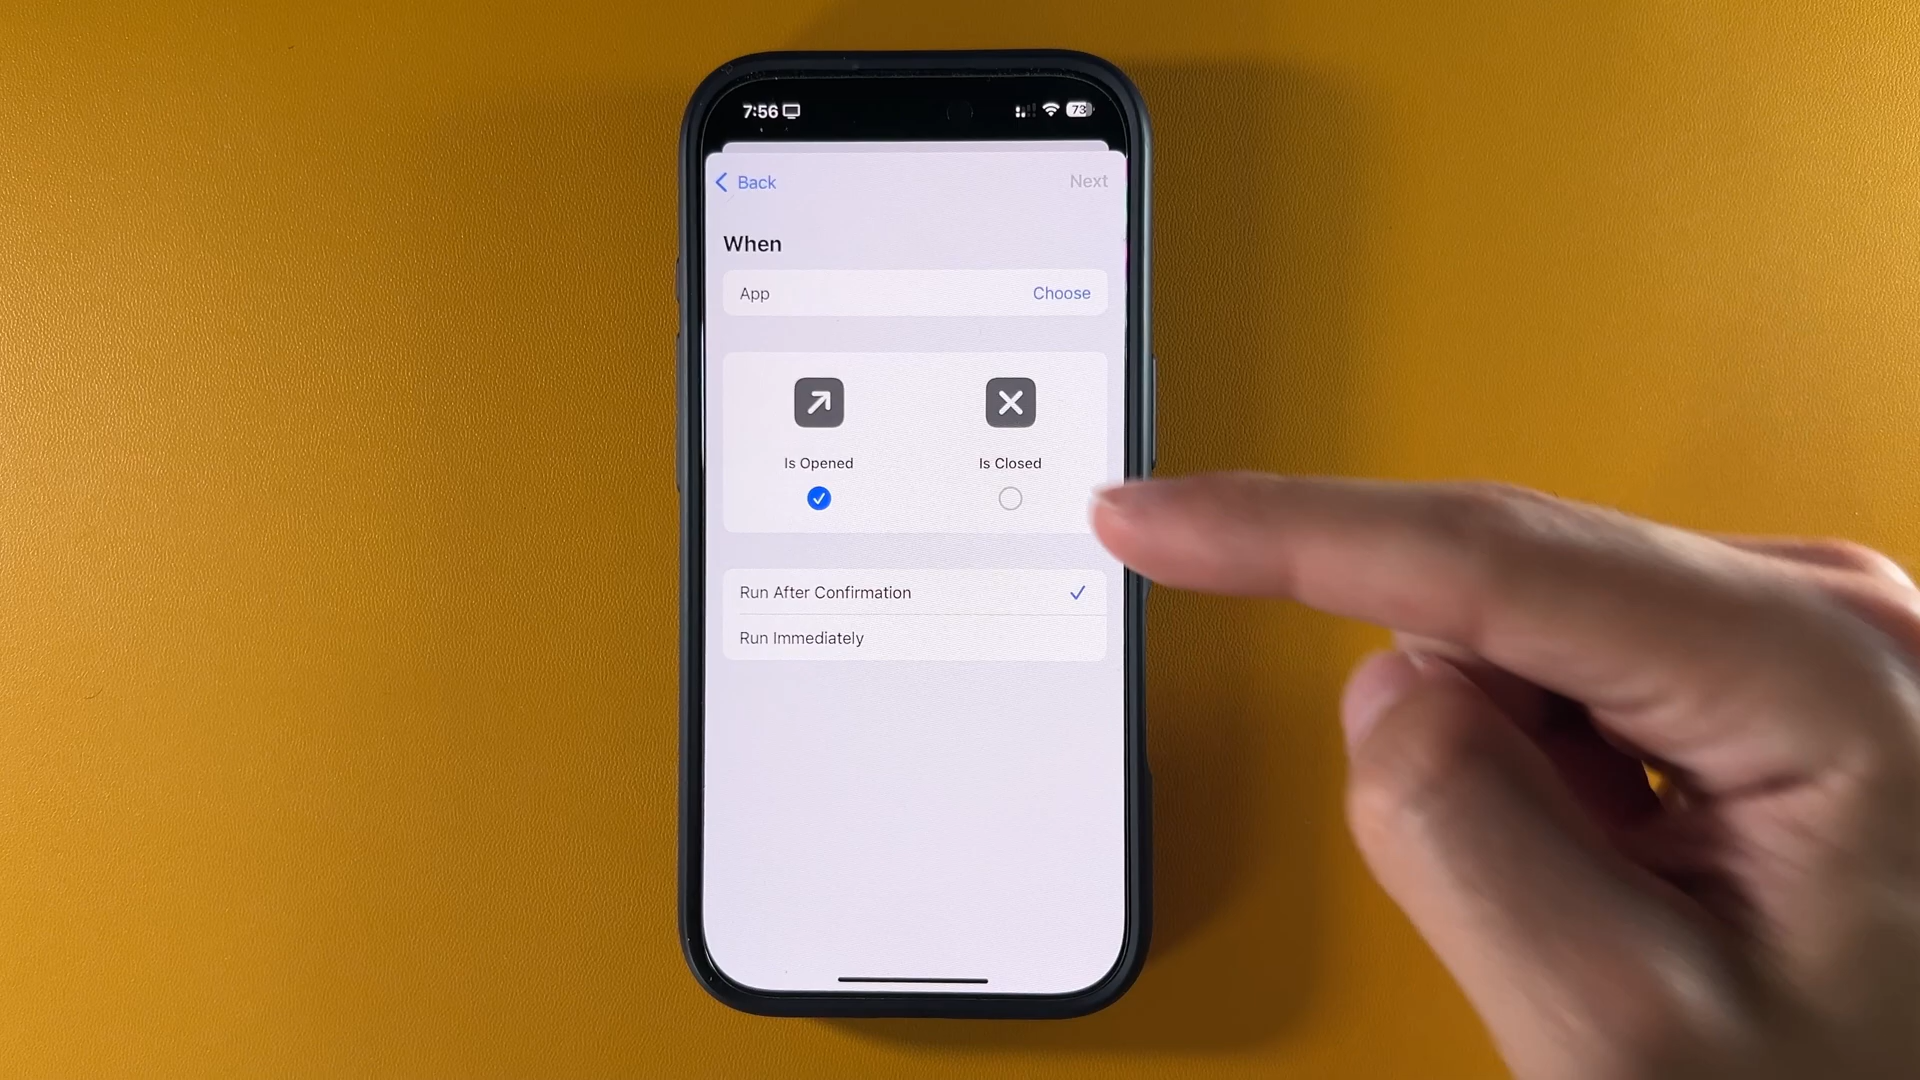 7:56
73
Back
Next
When
App
Choose
Is Opened
Is Closed
Run After Confirmation
Run Immediately